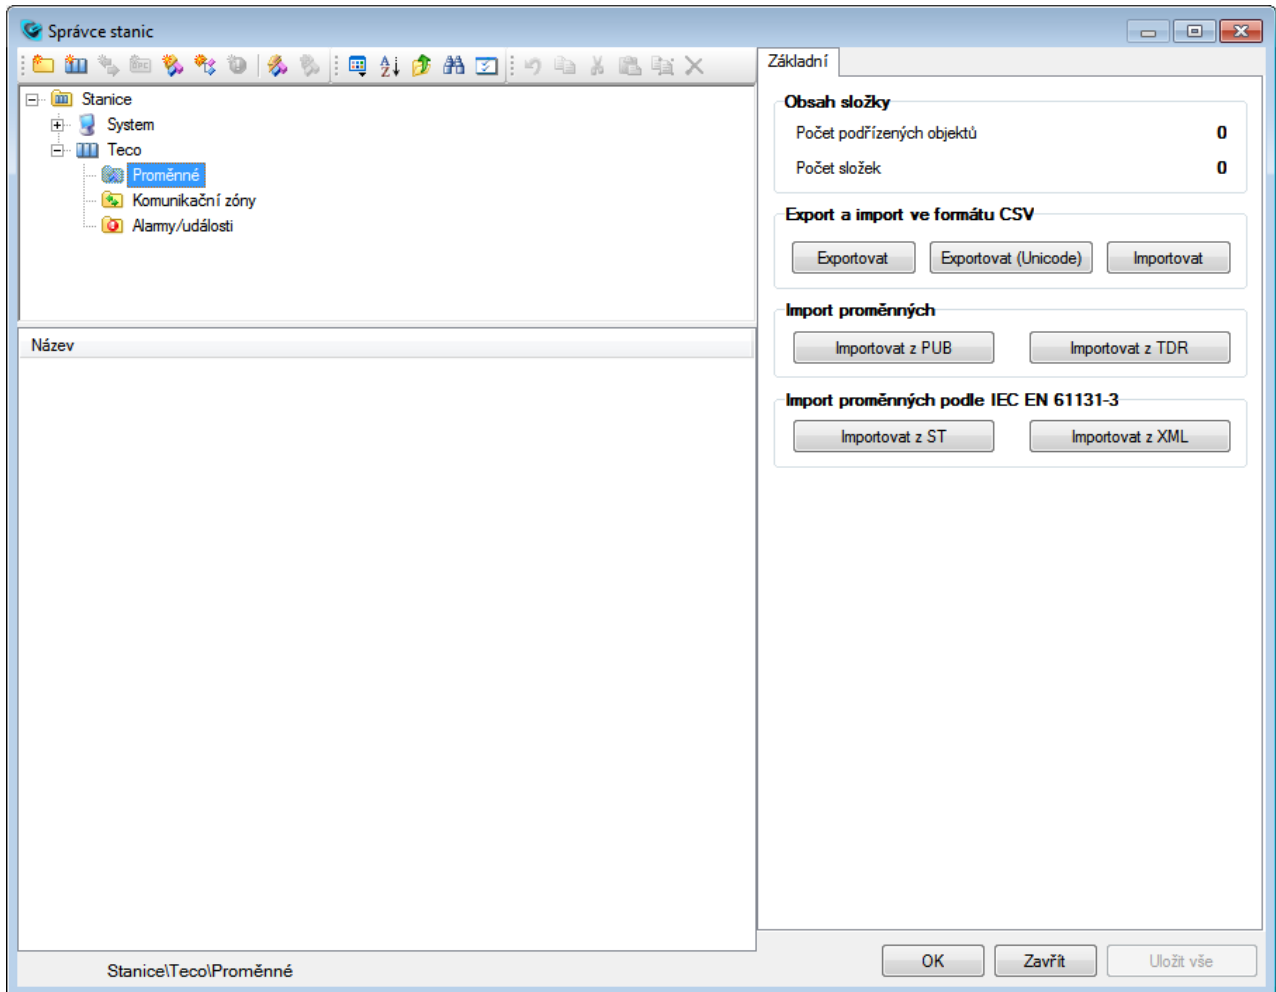 Správce stanic
Stanice
System
Teco
Proměnné
Komunikační zóny
Alarmy/události
Název
Stanice\Teco\Proměnné
Základní
Obsah složky
Počet podřízených objektů 0
Počet složek 0
Export a import ve formátu CSV
Exportovat Exportovat (Unicode) Importovat
Import proměnných
Importovat z PUB Importovat z TDR
Import proměnných podle IEC EN 61131-3
Importovat z ST Importovat z XML
OK Zavřít Uložit vše